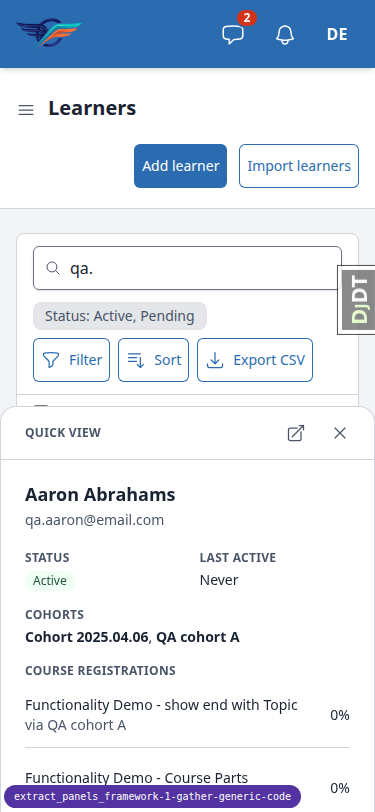 2
DE
Learners
Add learner
Import learners
qa.
DjDT
Status: Active, Pending
Filter
Sort
Export CSV
QUICK VIEW
Aaron Abrahams
qa.aaron@email.com
STATUS
LAST ACTIVE
Active
Never
COHORTS
Cohort 2025.04.06, QA cohort A
COURSE REGISTRATIONS
Functionality Demo - show end with Topic
via QA cohort A
0%
Functionality Demo - Course Parts
0%
extract_panels_framework-1-gather-generic-code